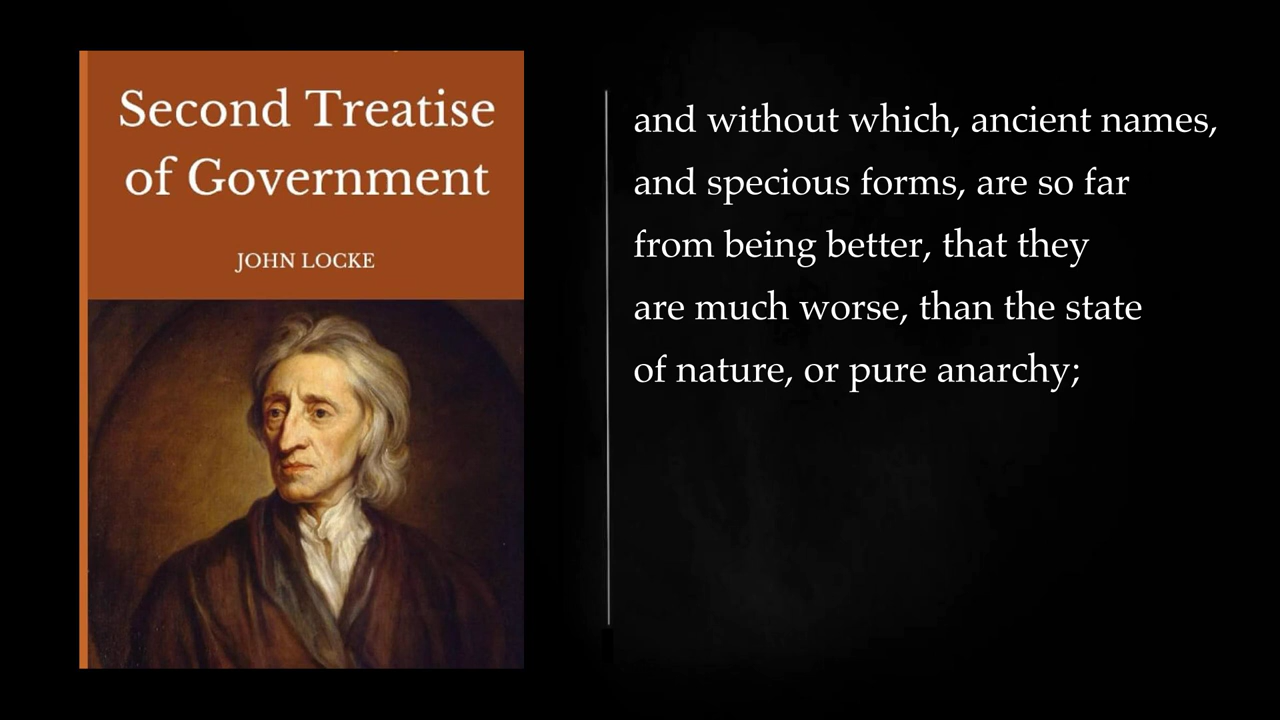 Second Treatise
of Government
JOHN LOCKE
and without which, ancient names,
and specious forms, are so far
from being better, that they
are much worse, than the state
of nature, or pure anarchy;